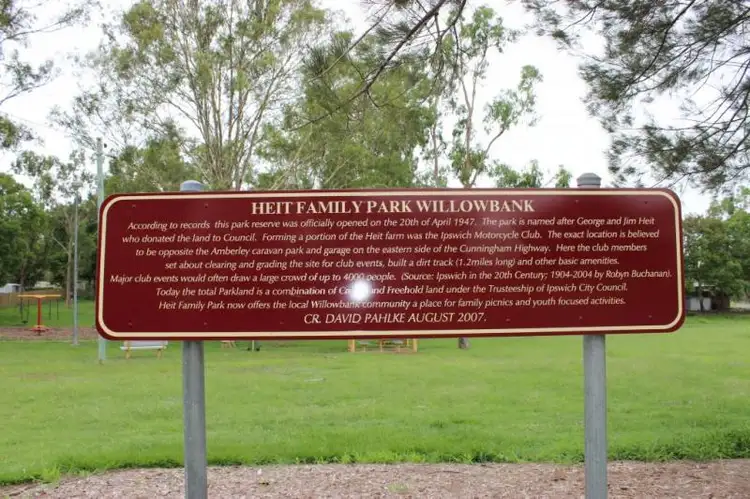 HEIT FAMILY PARK WILLOWBANK
According to records this park reserve was officially opened on the 20th of April 1947. The park is named after George and Jim Heit
who donated the land to Council. Forming a portion of the Heit farm was the Ipswich Motorcycle Club. The exact location is believed
to be opposite the Amberley caravan park and garage on the eastern side of the Cunningham Highway. Here the club members
set about clearing and grading the site for club events, built a dirt track (1.2miles long) and other basic amenities.
Major club events would often draw a large crowd of up to 4000 people. (Source: Ipswich in the 20th Century; 1904-2004 by Robyn Buchanan).
Today the total Parkland is a combination of and Freehold land under the Trusteeship of Ipswich City Council.
Heit Family Park now offers the local Willowbank community a place for family picnics and youth focused activities.
CR. DAVID PAHLKE AUGUST 2007.